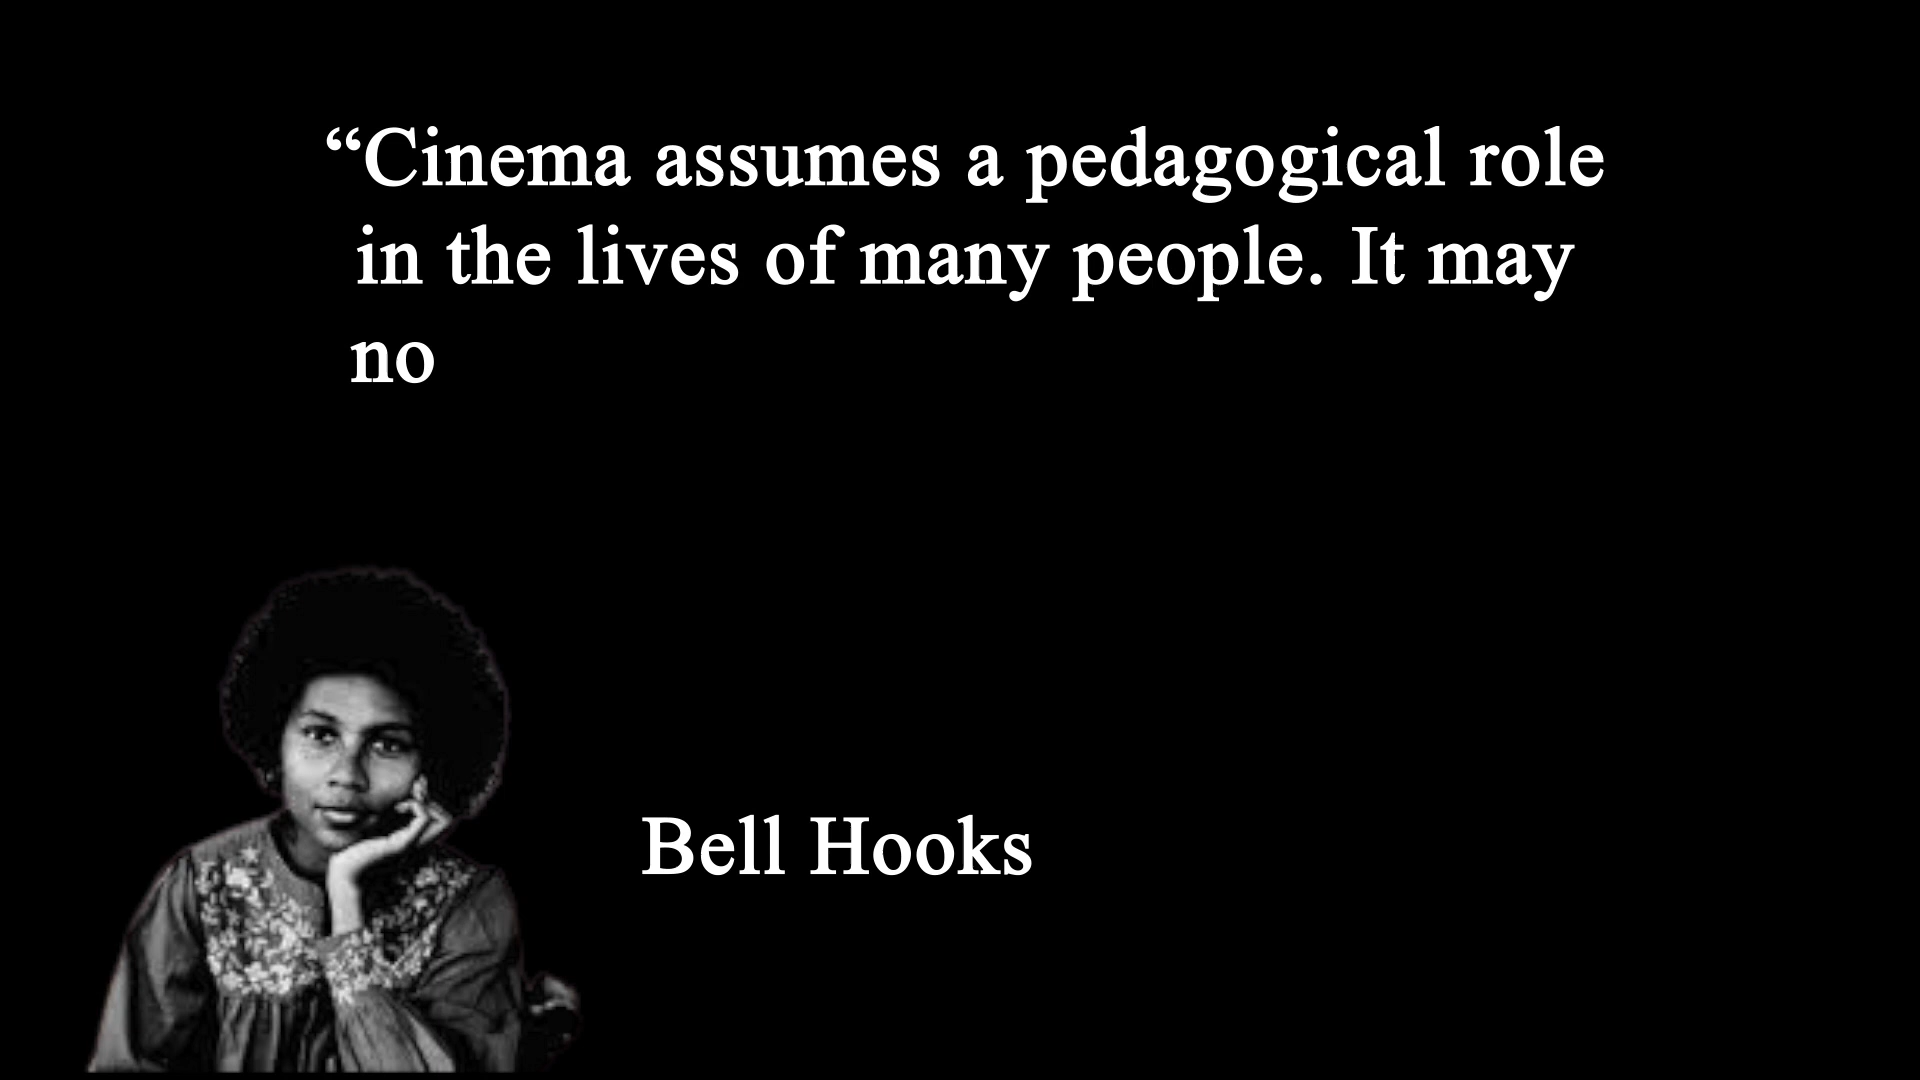 “Cinema assumes a pedagogical role
in the lives of many people. It may
no
Bell Hooks